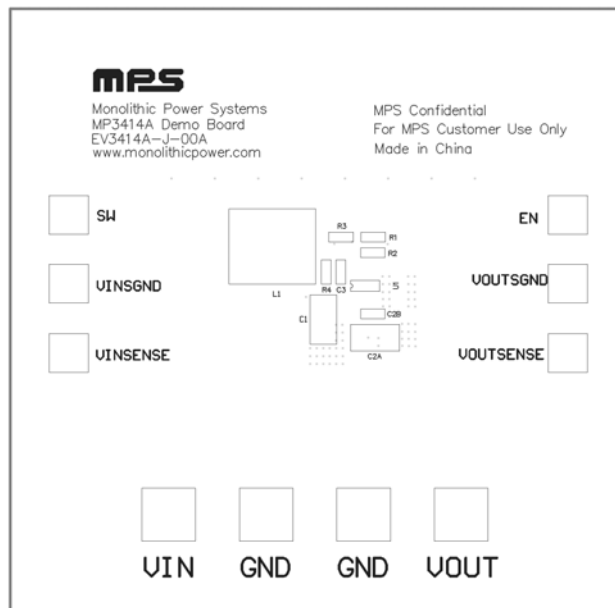 MPS
Monolithic Power Systems
MP3414A Demo Board
EV3414A-J-00A
www.monolithicpower.com
MPS Confidential
For MPS Customer Use Only
Made in China
SW
EN
VINSGND
VOUTSGND
VINSENSE
VOUTSENSE
R3
R1
R2
L1
R4
C3
C1
C2B
C2A
VIN
GND
GND
VOUT